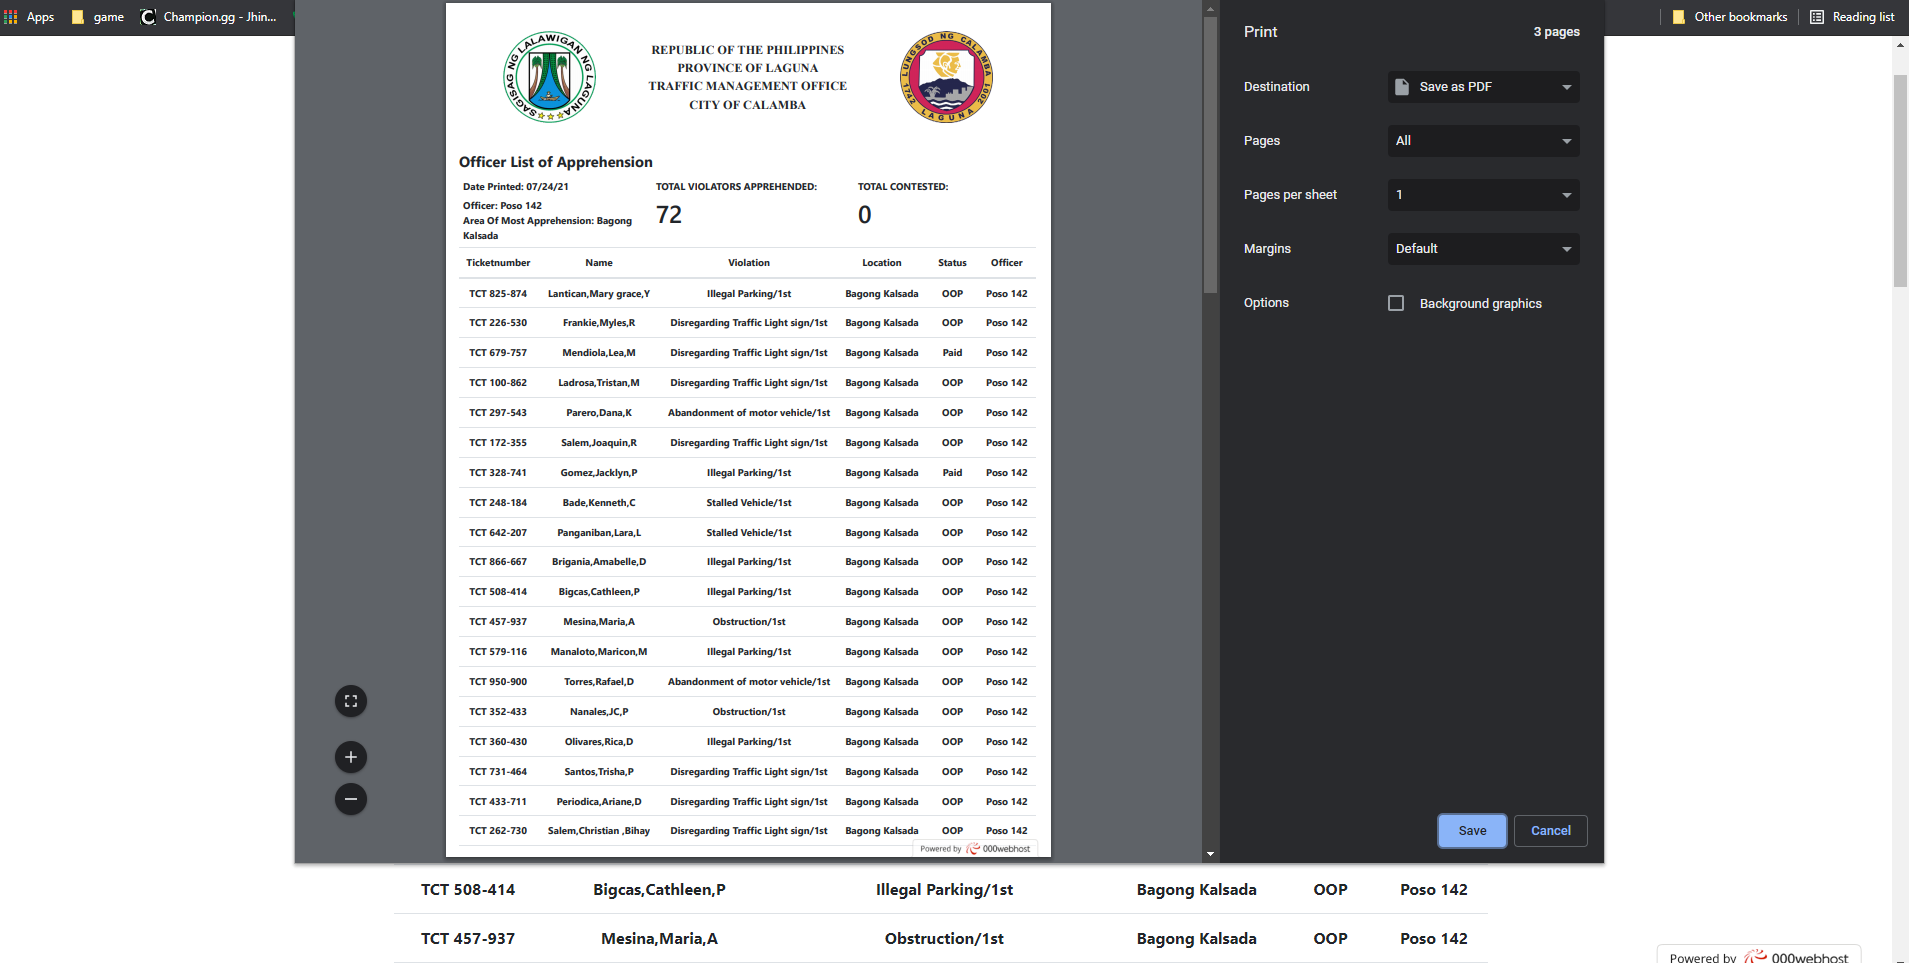 Apps game Champion.gg - Jhin... Other bookmarks Reading list
SAGISAG NG LALAWIGAN NG LAGUNA
REPUBLIC OF THE PHILIPPINES
PROVINCE OF LAGUNA
TRAFFIC MANAGEMENT OFFICE
CITY OF CALAMBA
LUNGSOD NG CALAMBA
1742 LAGUNA 2001
Officer List of Apprehension
Date Printed: 07/24/21 TOTAL VIOLATORS APPREHENDED: TOTAL CONTESTED:
Officer: Poso 142 72 0
Area Of Most Apprehension: Bagong
Kalsada
Ticketnumber Name Violation Location Status Officer
TCT 825-874 Lantican,Mary grace,Y Illegal Parking/1st Bagong Kalsada OOP Poso 142
TCT 226-530 Frankie,Myles,R Disregarding Traffic Light sign/1st Bagong Kalsada OOP Poso 142
TCT 679-757 Mendiola,Lea,M Disregarding Traffic Light sign/1st Bagong Kalsada Paid Poso 142
TCT 100-862 Ladrosa,Tristan,M Disregarding Traffic Light sign/1st Bagong Kalsada OOP Poso 142
TCT 297-543 Parero,Dana,K Abandonment of motor vehicle/1st Bagong Kalsada OOP Poso 142
TCT 172-355 Salem,Joaquin,R Disregarding Traffic Light sign/1st Bagong Kalsada OOP Poso 142
TCT 328-741 Gomez,Jacklyn,P Illegal Parking/1st Bagong Kalsada Paid Poso 142
TCT 248-184 Bade,Kenneth,C Stalled Vehicle/1st Bagong Kalsada OOP Poso 142
TCT 642-207 Panganiban,Lara,L Stalled Vehicle/1st Bagong Kalsada OOP Poso 142
TCT 866-667 Brigania,Amabelle,D Illegal Parking/1st Bagong Kalsada OOP Poso 142
TCT 508-414 Bigcas,Cathleen,P Illegal Parking/1st Bagong Kalsada OOP Poso 142
TCT 457-937 Mesina,Maria,A Obstruction/1st Bagong Kalsada OOP Poso 142
TCT 579-116 Manaloto,Maricon,M Illegal Parking/1st Bagong Kalsada OOP Poso 142
TCT 950-900 Torres,Rafael,D Abandonment of motor vehicle/1st Bagong Kalsada OOP Poso 142
TCT 352-433 Nanales,JC,P Obstruction/1st Bagong Kalsada OOP Poso 142
TCT 360-430 Olivares,Rica,D Illegal Parking/1st Bagong Kalsada OOP Poso 142
TCT 731-464 Santos,Trisha,P Disregarding Traffic Light sign/1st Bagong Kalsada OOP Poso 142
TCT 433-711 Periodica,Ariane,D Disregarding Traffic Light sign/1st Bagong Kalsada OOP Poso 142
TCT 262-730 Salem,Christian ,Bihay Disregarding Traffic Light sign/1st Bagong Kalsada OOP Poso 142
Powered by 000webhost
Print 3 pages
Destination Save as PDF
Pages All
Pages per sheet 1
Margins Default
Options Background graphics
Save Cancel
TCT 508-414 Bigcas,Cathleen,P Illegal Parking/1st Bagong Kalsada OOP Poso 142
TCT 457-937 Mesina,Maria,A Obstruction/1st Bagong Kalsada OOP Poso 142
Powered by 000webhost